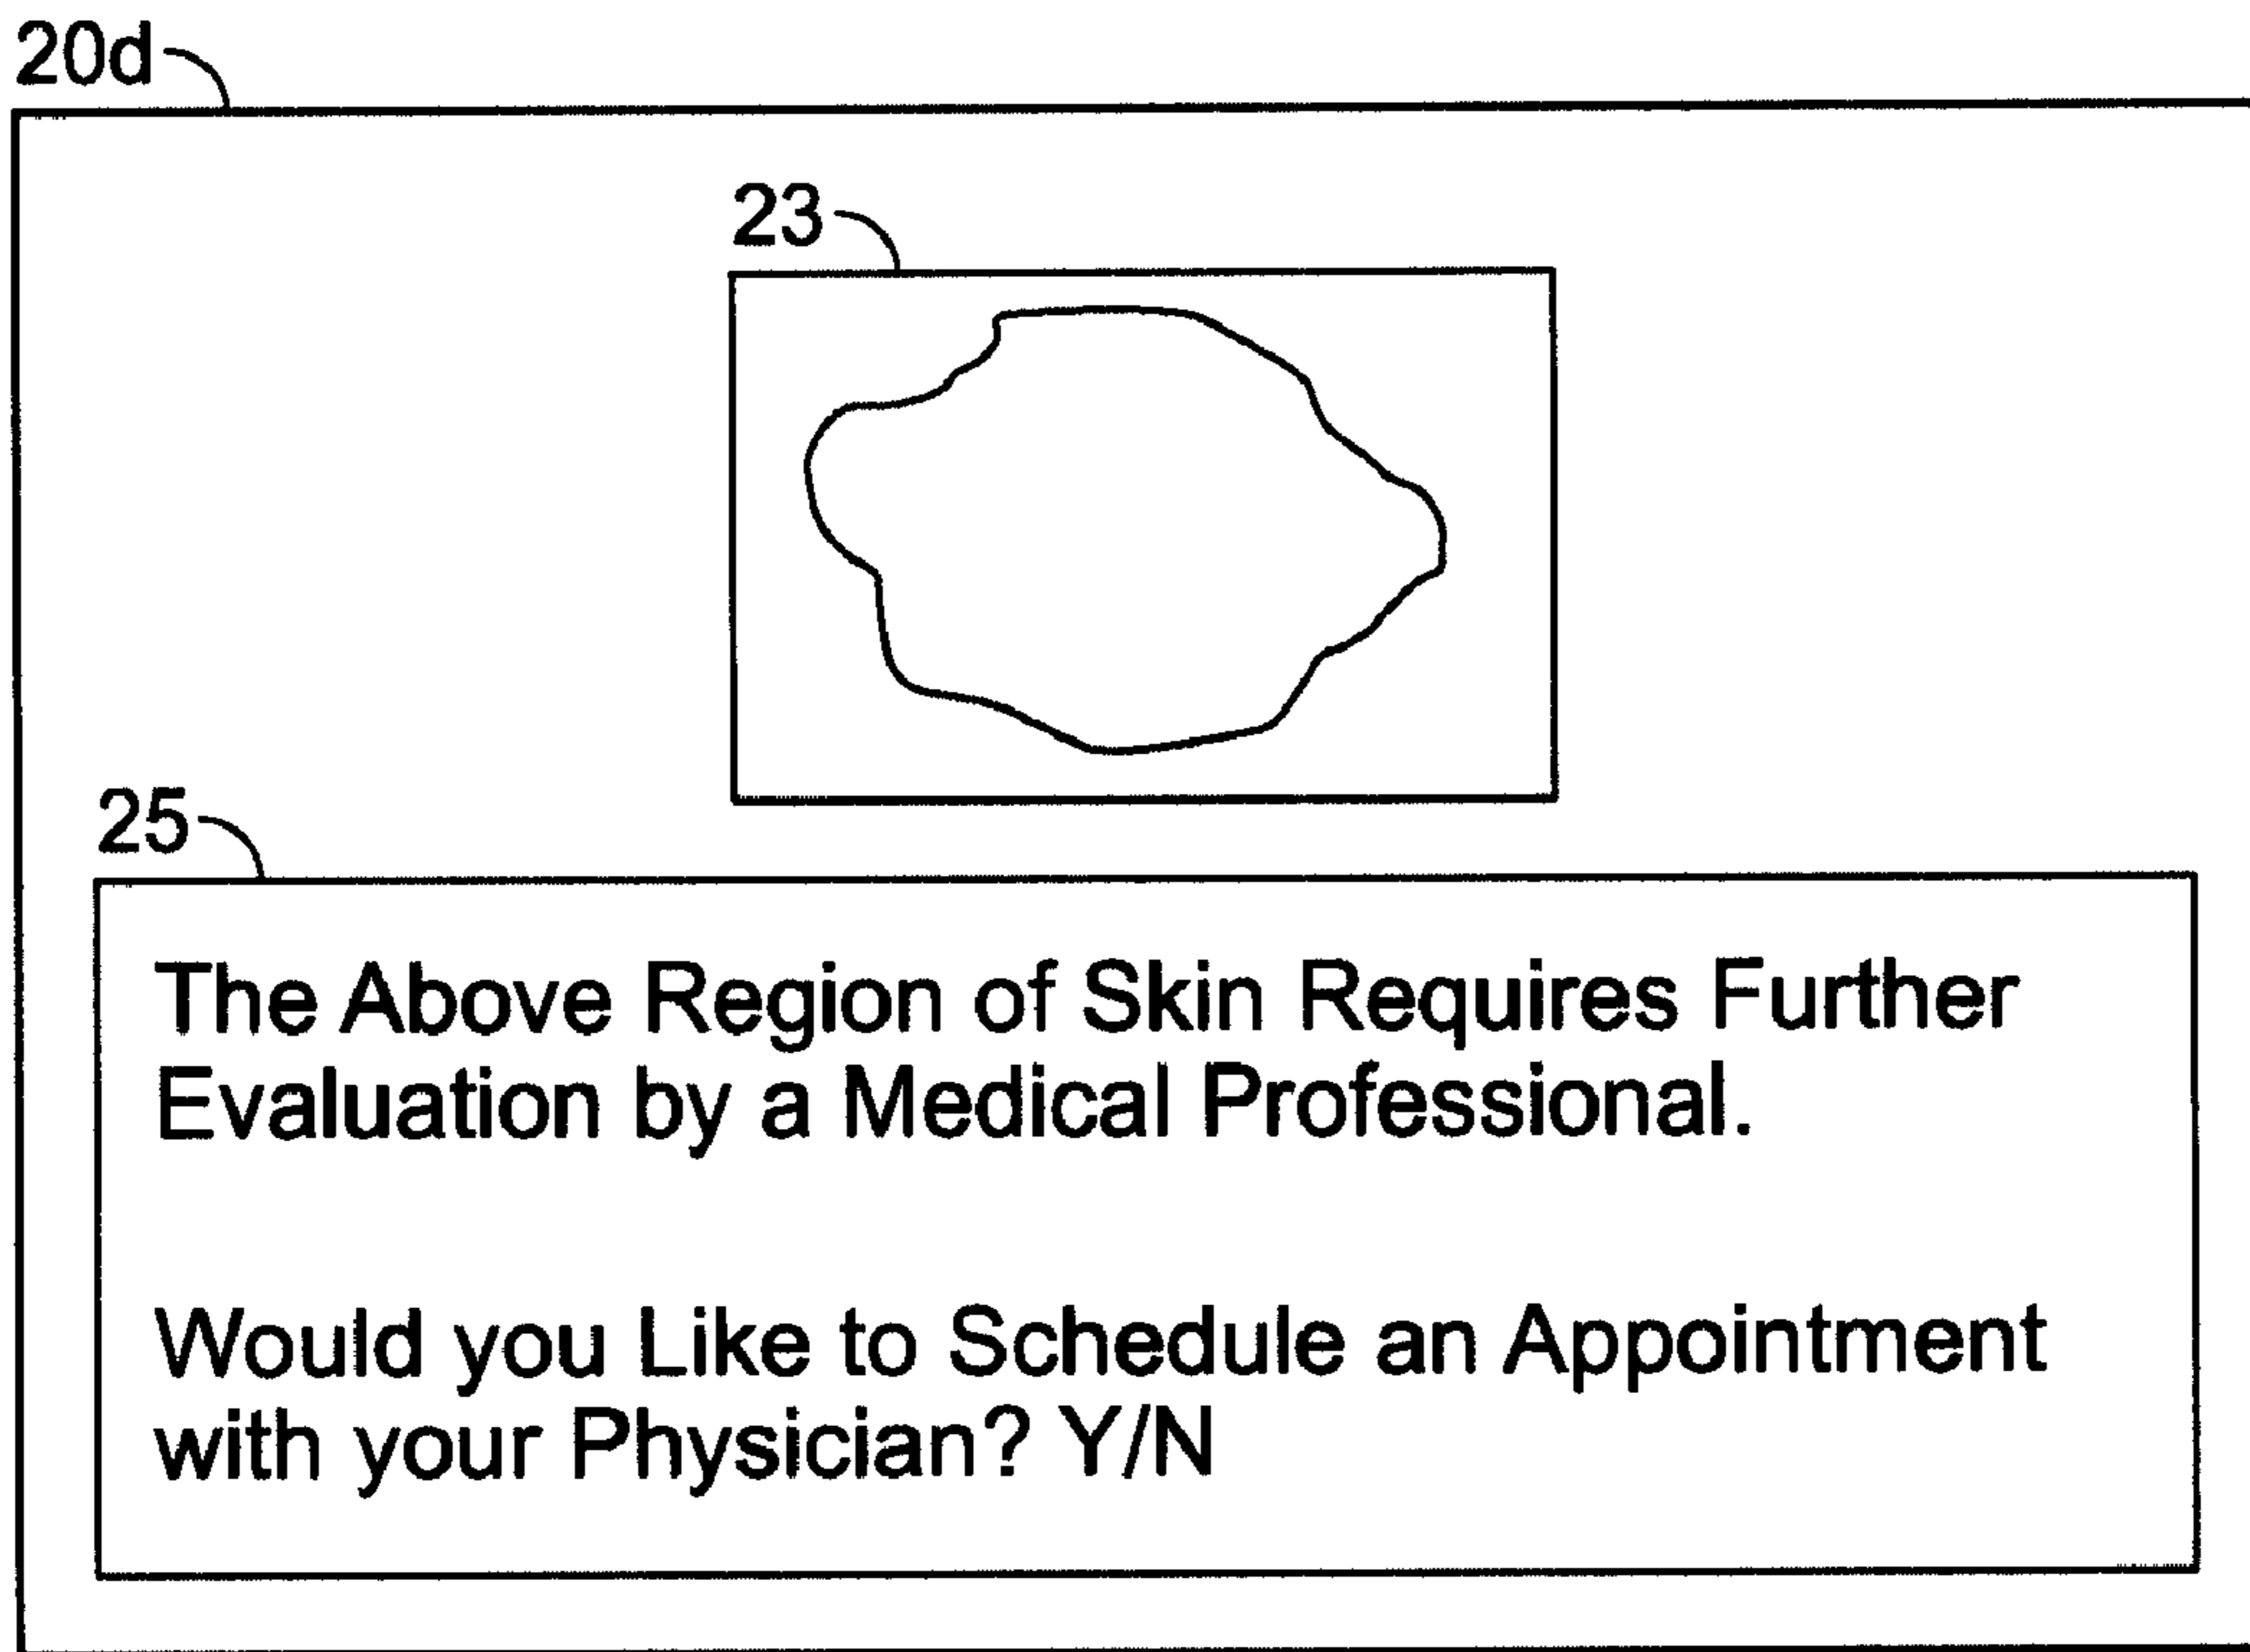 20d
23
25
The Above Region of Skin Requires Further
Evaluation by a Medical Professional.
Would you Like to Schedule an Appointment
with your Physician? Y/N